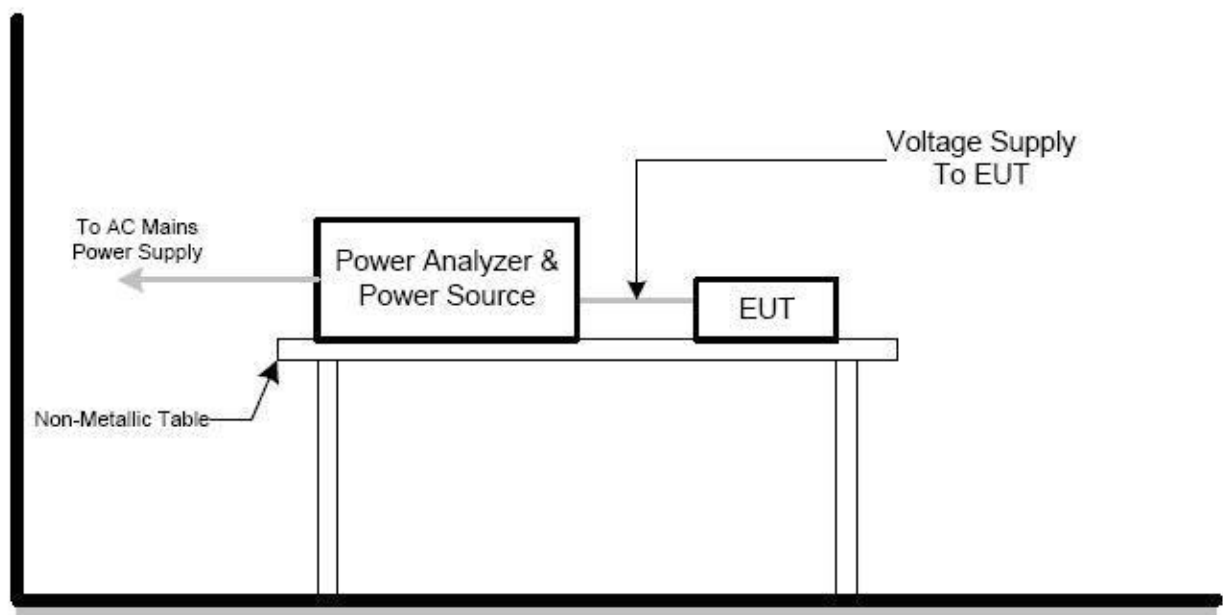 Voltage Supply
To EUT
To AC Mains
Power Supply
Power Analyzer &
Power Source
EUT
Non-Metallic Table